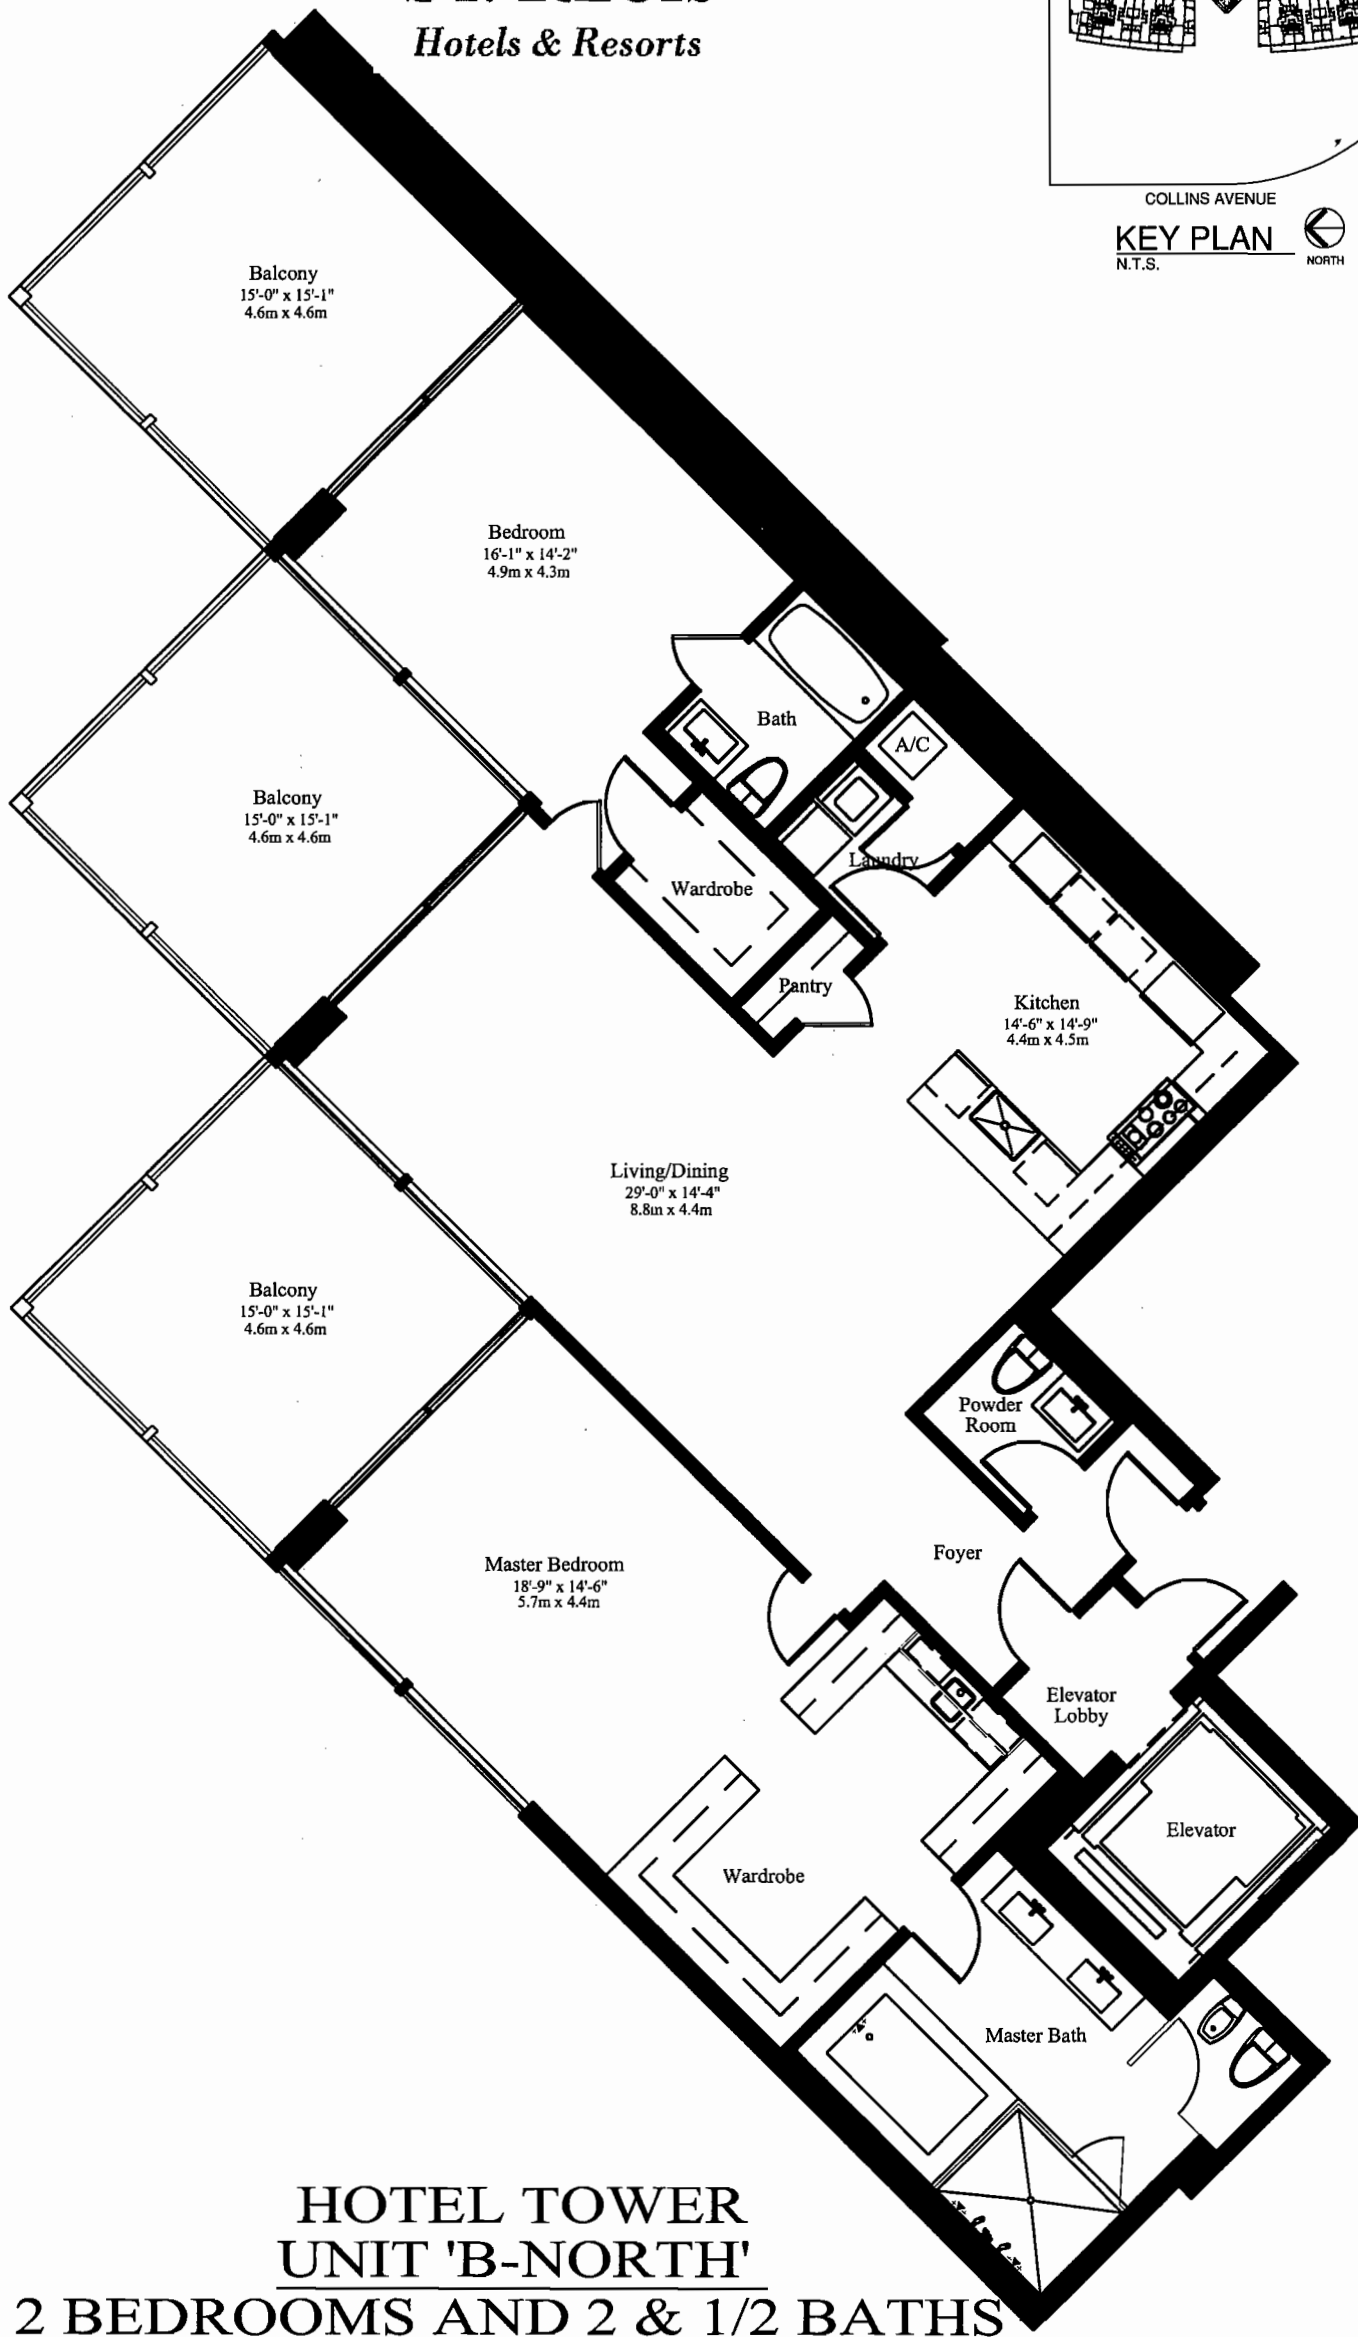 Hotels & Resorts
COLLINS AVENUE
KEY PLAN
N.T.S.
NORTH
Balcony
15'-0" x 15'-1"
4.6m x 4.6m
Bedroom
16'-1" x 14'-2"
4.9m x 4.3m
Bath
A/C
Balcony
15'-0" x 15'-1"
4.6m x 4.6m
Laundry
Wardrobe
Pantry
Kitchen
14'-6" x 14'-9"
4.4m x 4.5m
Living/Dining
29'-0" x 14'-4"
8.8m x 4.4m
Balcony
15'-0" x 15'-1"
4.6m x 4.6m
Powder
Room
Foyer
Master Bedroom
18'-9" x 14'-6"
5.7m x 4.4m
Elevator
Lobby
Elevator
Wardrobe
Master Bath
HOTEL TOWER
UNIT 'B-NORTH'
2 BEDROOMS AND 2 & 1/2 BATHS